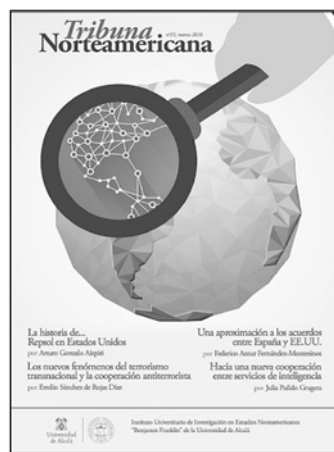 Tribuna
Norteamericana
nº21, marzo 2016
La historia de...
Repsol en Estados Unidos
por Arturo Gonzalo Aizpiri
Una aproximación a los acuerdos
entre España y EE.UU.
por Federico Aznar Fernández-Montesinos
Los nuevos fenómenos del terrorismo
transnacional y la cooperación antiterrorista
por Emilio Sánchez de Rojas Díaz
Hacia una nueva cooperación
entre servicios de inteligencia
por Julia Pulido Gragera
Universidad
de Alcalá
Instituto Universitario de Investigación en Estudios Norteamericanos
"Benjamin Franklin" de la Universidad de Alcalá